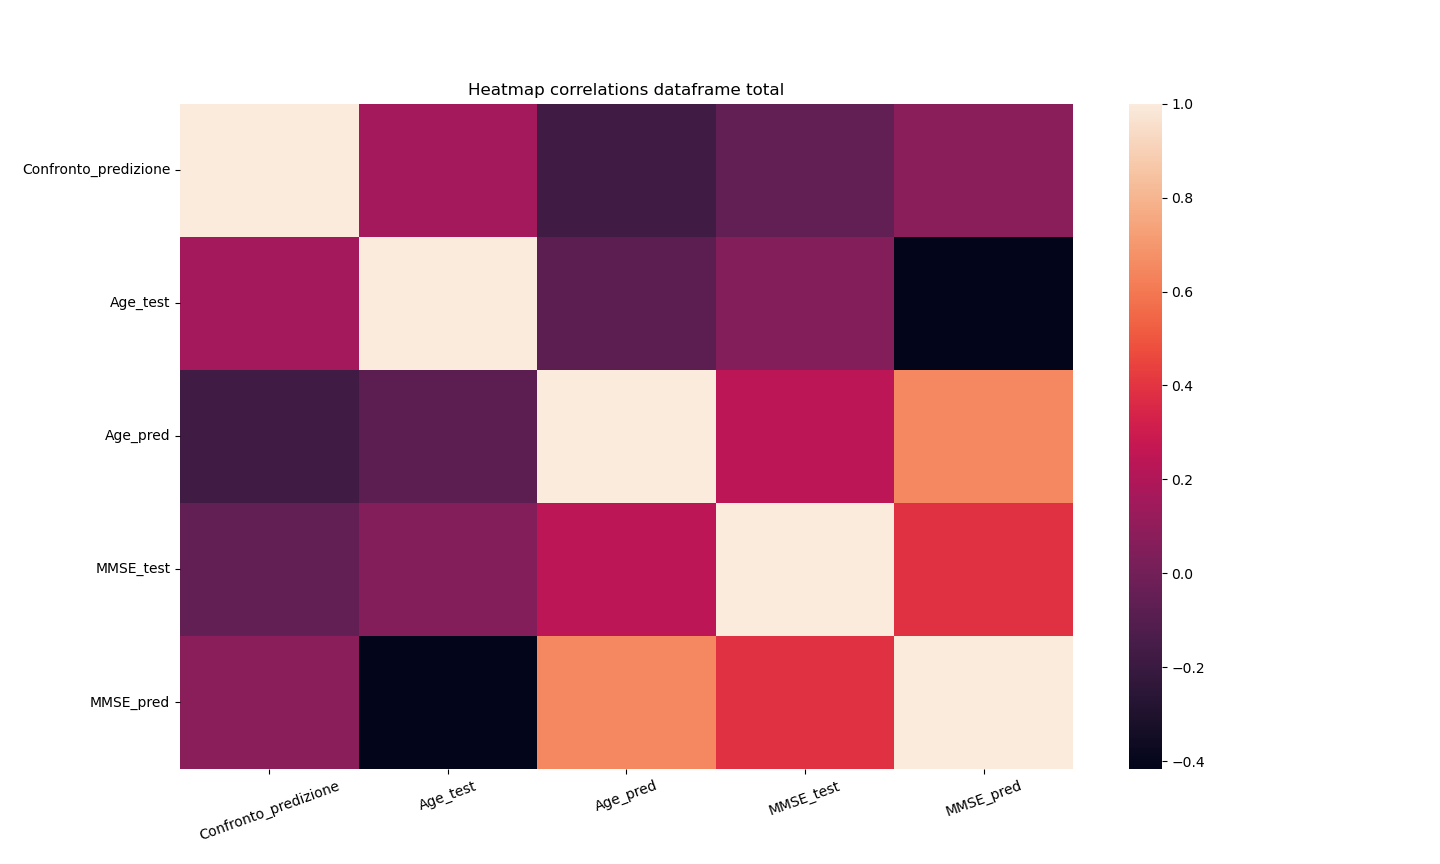 Heatmap correlations dataframe total
Confronto_predizione
Age_test
Age_pred
MMSE_test
MMSE_pred
Confronto_predizione
Age_test
Age_pred
MMSE_test
MMSE_pred
1.0
0.8
0.6
0.4
0.2
0.0
−0.2
−0.4